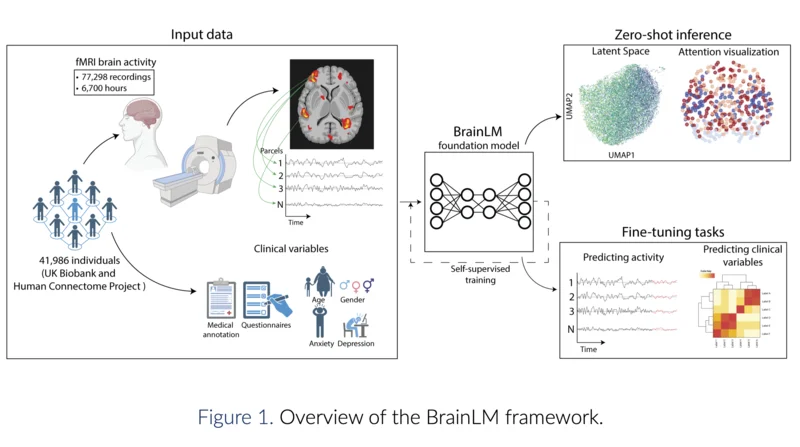 Input data
fMRI brain activity
• 77,298 recordings
• 6,700 hours
41,986 individuals
(UK Biobank and
Human Connectome Project )
Parcels
1
2
3
N
Time
Clinical variables
Medical
annotation
Questionnaires
Age
Gender
Anxiety
Depression
BrainLM
foundation model
Self-supervised
training
Zero-shot inference
Latent Space
UMAP2
UMAP1
Attention visualization
Fine-tuning tasks
Predicting activity
1
2
3
N
Time
Predicting clinical
variables
Figure 1. Overview of the BrainLM framework.